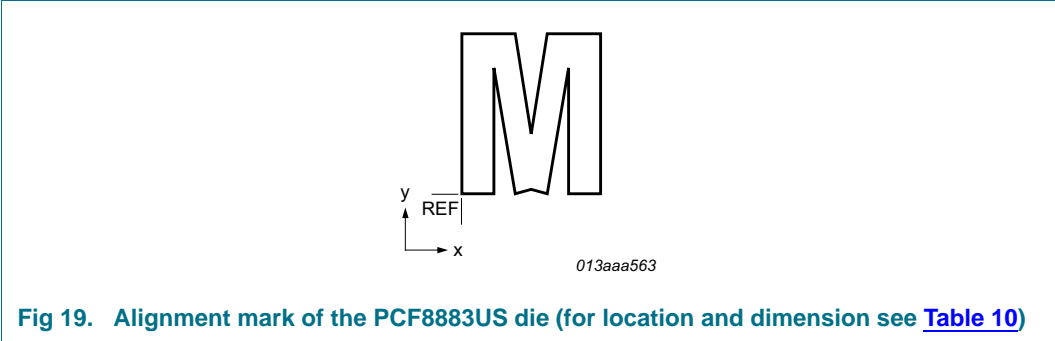 M
y
REF
x
013aaa563
Fig 19. Alignment mark of the PCF8883US die (for location and dimension see Table 10)